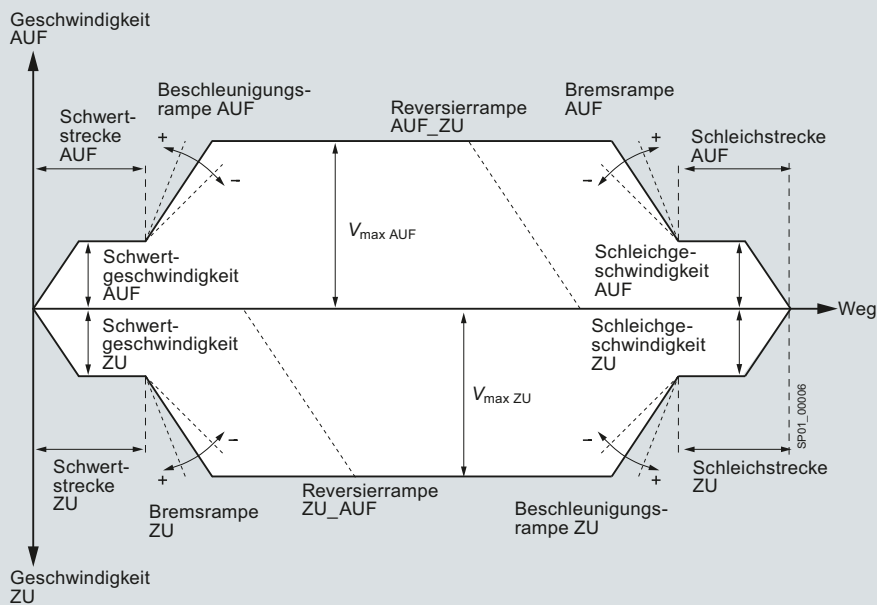 Geschwindigkeit
AUF
Beschleunigungs-
rampe AUF
Bremsrampe
AUF
Reversierrampe
AUF_ZU
Schwert-
strecke
AUF
Schleichstrecke
AUF
+
–
–
+
Vmax AUF
Schwert-
geschwindigkeit
AUF
Schleichge-
schwindigkeit
AUF
Weg
Schwert-
geschwindigkeit
ZU
Schleichge-
schwindigkeit
ZU
Vmax ZU
SP01_00006
–
+
–
+
Schwert-
strecke
ZU
Schleichstrecke
ZU
Bremsrampe
ZU
Reversierrampe
ZU_AUF
Beschleunigungs-
rampe ZU
Geschwindigkeit
ZU